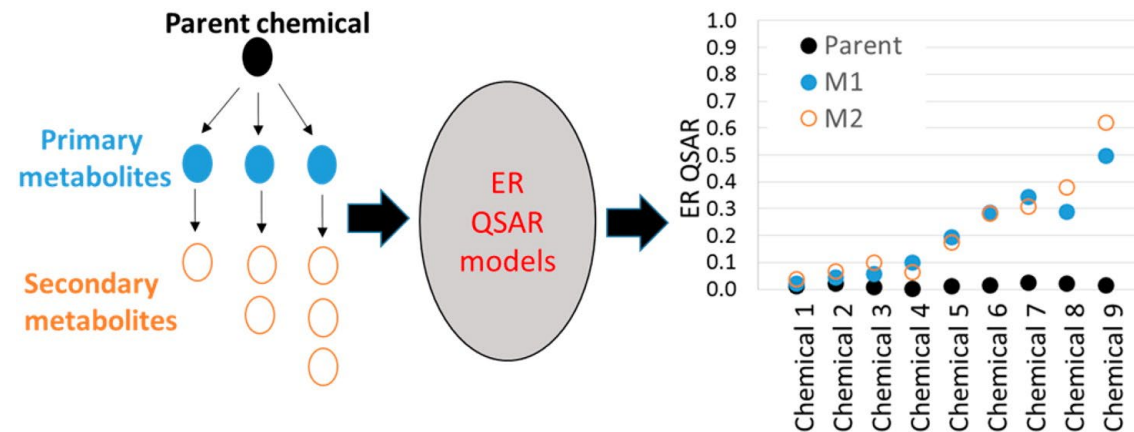 Parent chemical
Primary
metabolites
Secondary
metabolites
ER
QSAR
models
ER QSAR
1.0
0.9
0.8
0.7
0.6
0.5
0.4
0.3
0.2
0.1
0.0
Parent
M1
M2
Chemical 1
Chemical 2
Chemical 3
Chemical 4
Chemical 5
Chemical 6
Chemical 7
Chemical 8
Chemical 9